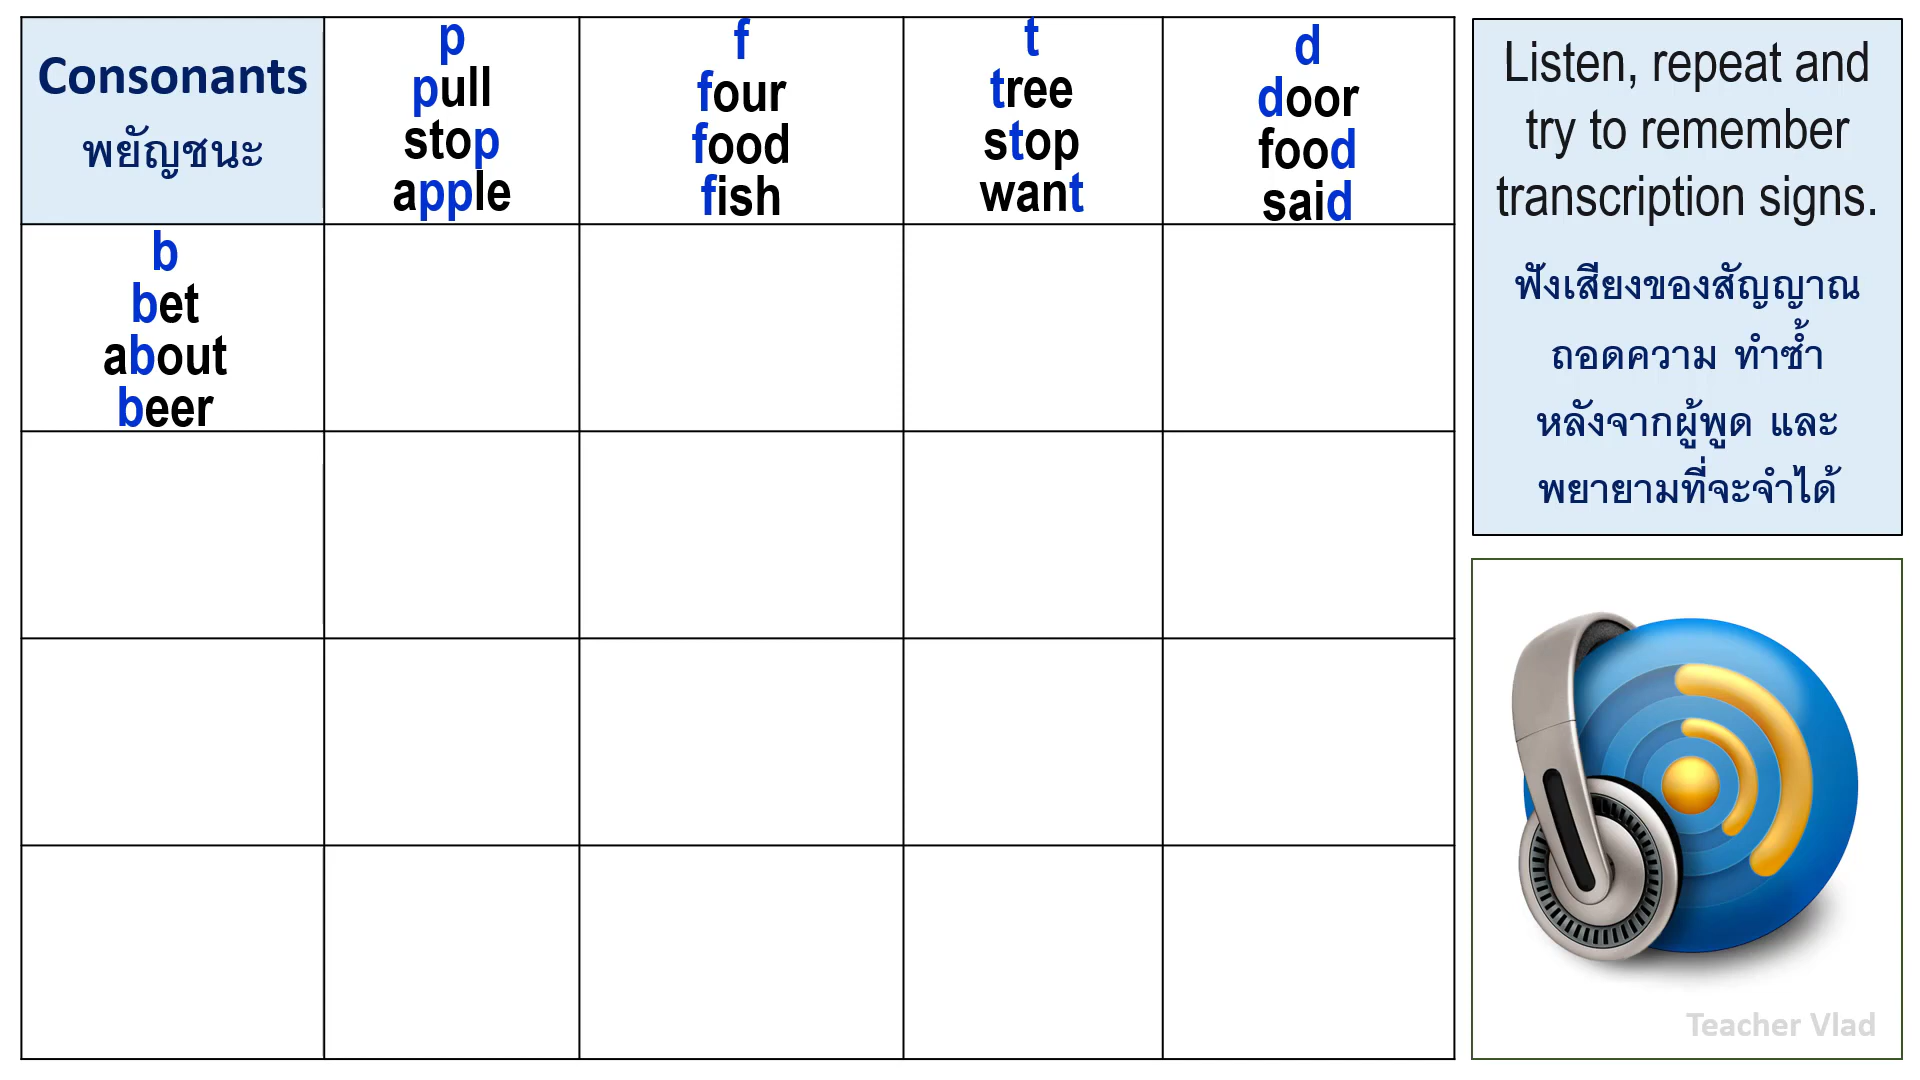 Consonants
พยัญชนะ
p
pull
stop
apple
f
four
food
fish
t
tree
stop
want
d
door
food
said
b
bet
about
beer
Listen, repeat and
try to remember
transcription signs.
ฟังเสียงของสัญญาณ
ถอดความ ทำซ้ำ
หลังจากผู้พูด และ
พยายามที่จะจำได้
Teacher Vlad